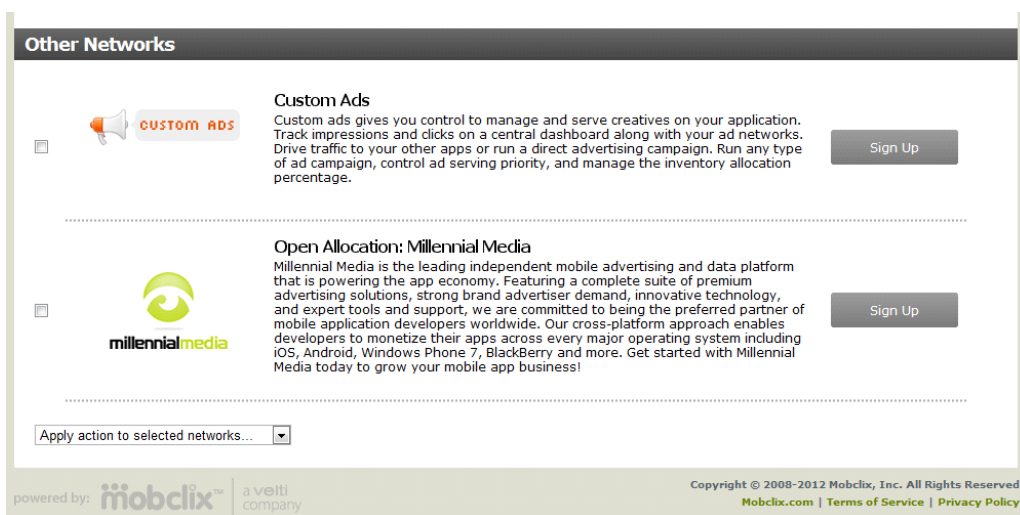 Other Networks
CUSTOM ADS
Custom Ads
Custom ads gives you control to manage and serve creatives on your application.
Track impressions and clicks on a central dashboard along with your ad networks.
Drive traffic to your other apps or run a direct advertising campaign. Run any type
of ad campaign, control ad serving priority, and manage the inventory allocation
percentage.
Sign Up
Open Allocation: Millennial Media
Millennial Media is the leading independent mobile advertising and data platform
that is powering the app economy. Featuring a complete suite of premium
advertising solutions, strong brand advertiser demand, innovative technology,
and expert tools and support, we are committed to being the preferred partner of
mobile application developers worldwide. Our cross-platform approach enables
developers to monetize their apps across every major operating system including
iOS, Android, Windows Phone 7, BlackBerry and more. Get started with Millennial
Media today to grow your mobile app business!
millennialmedia
Sign Up
Apply action to selected networks...
powered by: mobclix™ a velti
company
Copyright © 2008-2012 Mobclix, Inc. All Rights Reserved
Mobclix.com | Terms of Service | Privacy Policy